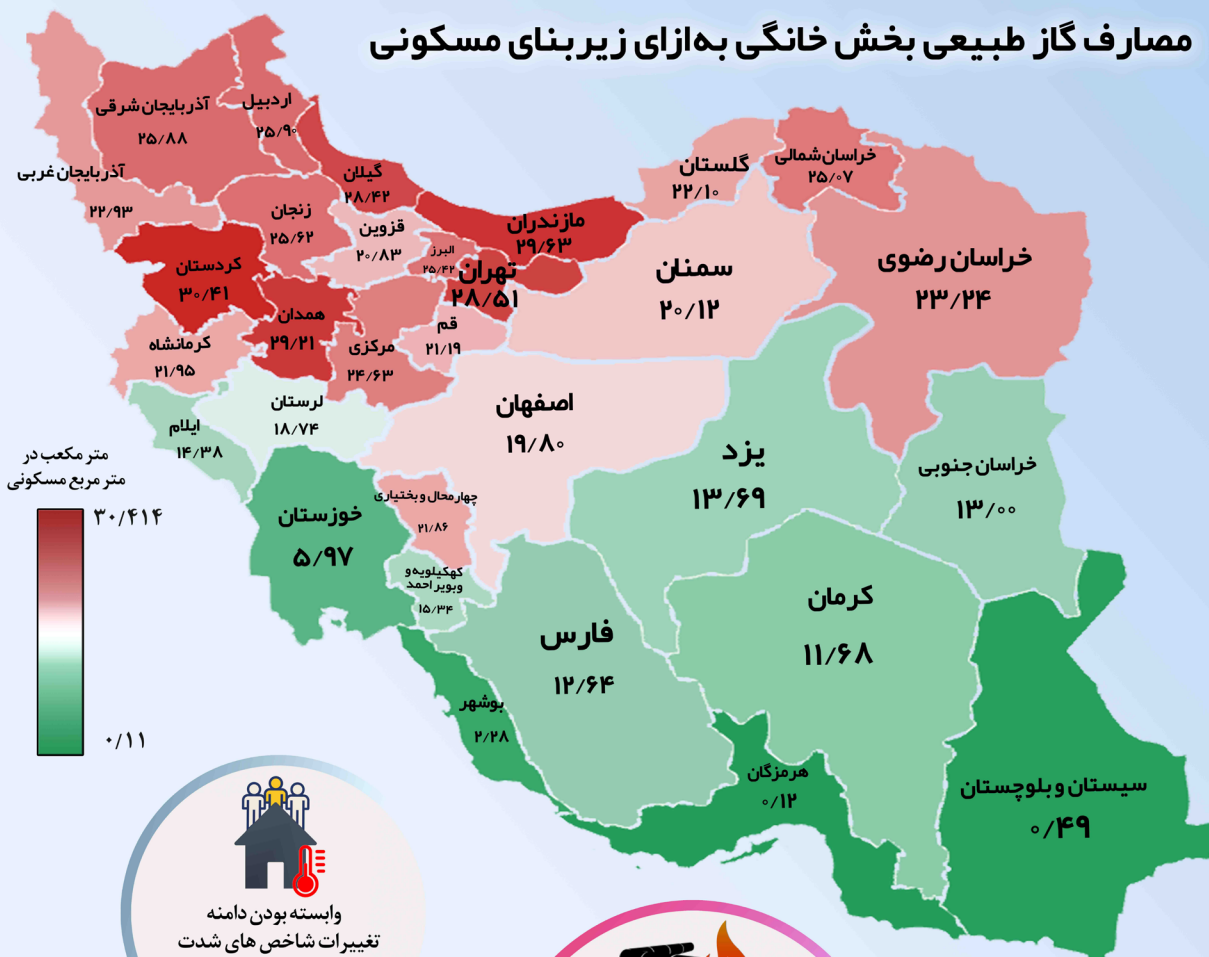 مصارف گاز طبیعی بخش خانگی به‌ازای زیربنای مسکونی
اردبیل
۲۵/۹۰
آذربایجان شرقی
۲۵/۸۸
آذربایجان غربی
۲۲/۹۳
گیلان
۲۸/۴۲
زنجان
۲۵/۶۲
قزوین
۲۰/۸۳
البرز
۲۵/۴۲
مازندران
۲۹/۶۳
تهران
۲۸/۵۱
گلستان
۲۲/۱۰
خراسان شمالی
۲۵/۰۷
خراسان رضوی
۲۳/۲۴
سمنان
۲۰/۱۲
کردستان
۳۰/۴۱
همدان
۲۹/۲۱
قم
۲۱/۱۹
مرکزی
۲۴/۶۳
کرمانشاه
۲۱/۹۵
لرستان
۱۸/۷۴
ایلام
۱۴/۳۸
اصفهان
۱۹/۸۰
یزد
۱۳/۶۹
خراسان جنوبی
۱۳/۰۰
خوزستان
۵/۹۷
چهارمحال و بختیاری
۲۱/۸۶
کهکیلویه و
وبویر احمد
۱۵/۳۴
فارس
۱۲/۶۴
کرمان
۱۱/۶۸
بوشهر
۲/۲۸
هرمزگان
۰/۱۲
سیستان و بلوچستان
۰/۴۹
متر مکعب در
متر مربع مسکونی
۳۰/۴۱۴
۰/۱۱
وابسته بودن دامنه
تغییرات شاخص های شدت